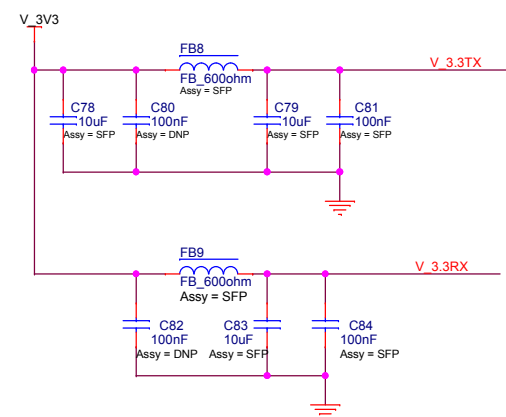 V_3V3
FB8
V_3.3TX
FB_600ohm
Assy = SFP
C78
10uF
Assy = SFP
C80
100nF
Assy = DNP
C79
10uF
Assy = SFP
C81
100nF
Assy = SFP
FB9
V_3.3RX
FB_600ohm
Assy = SFP
C82
100nF
Assy = DNP
C83
10uF
Assy = SFP
C84
100nF
Assy = SFP